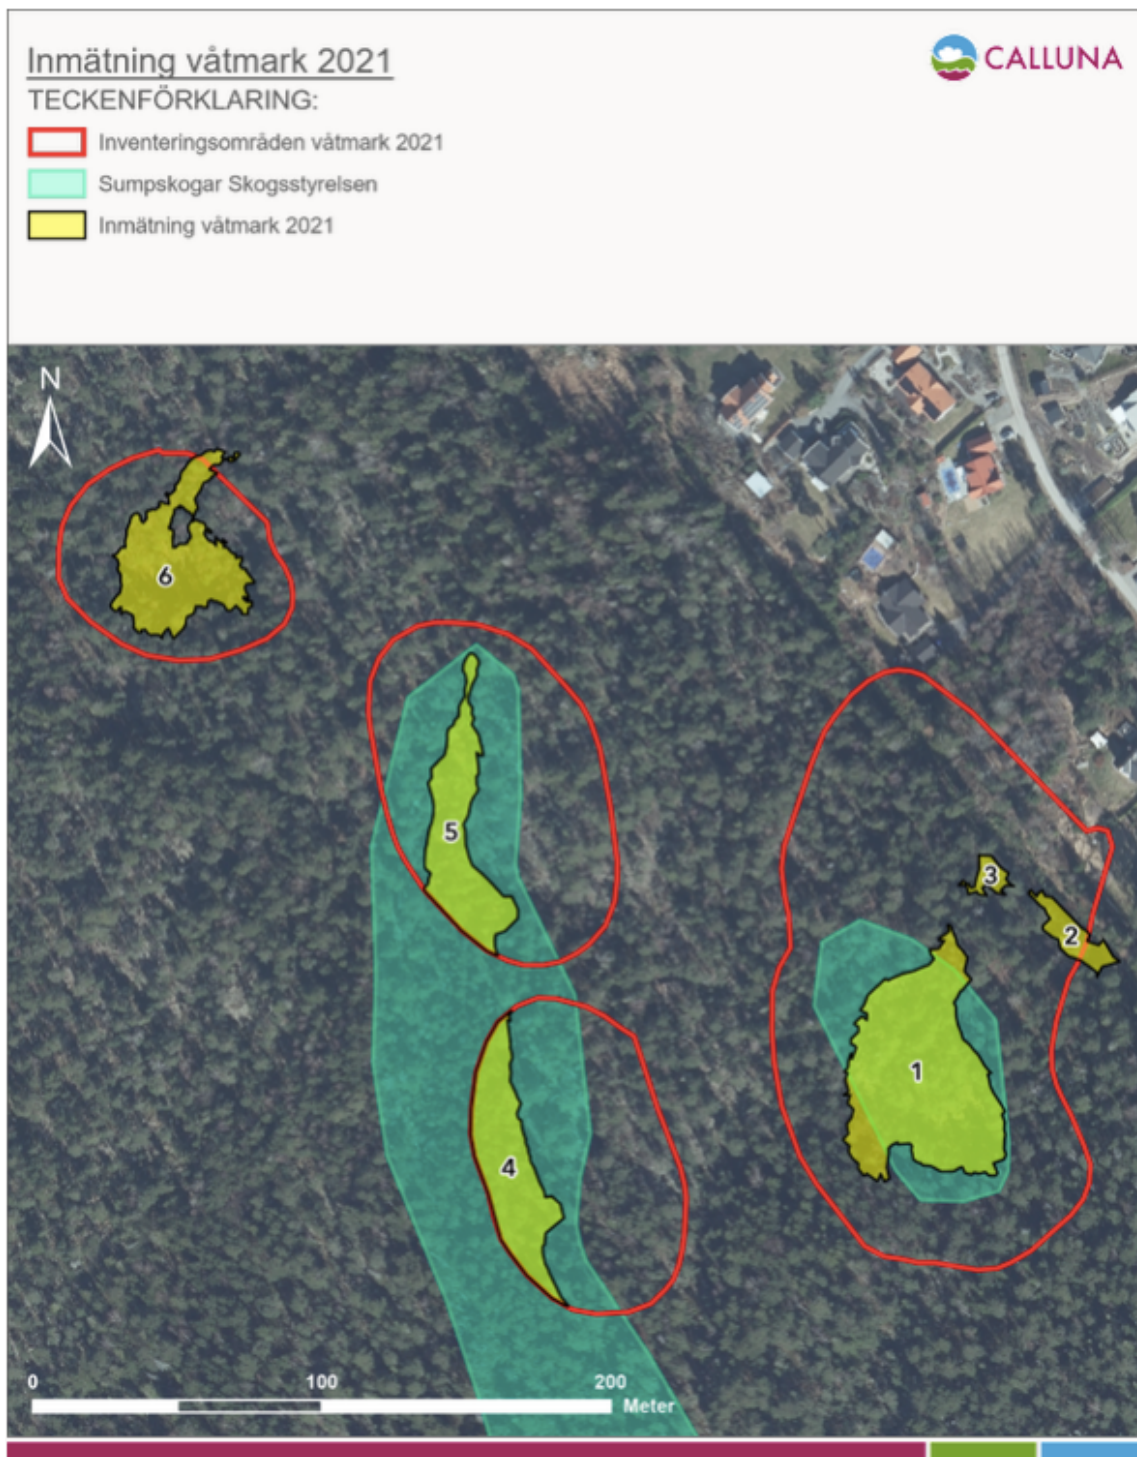 Inmätning våtmark 2021
CALLUNA
TECKENFÖRKLARING:
Inventeringsområden våtmark 2021
Sumpskogar Skogsstyrelsen
Inmätning våtmark 2021
N
6
5
3
2
1
4
0 100 200
Meter